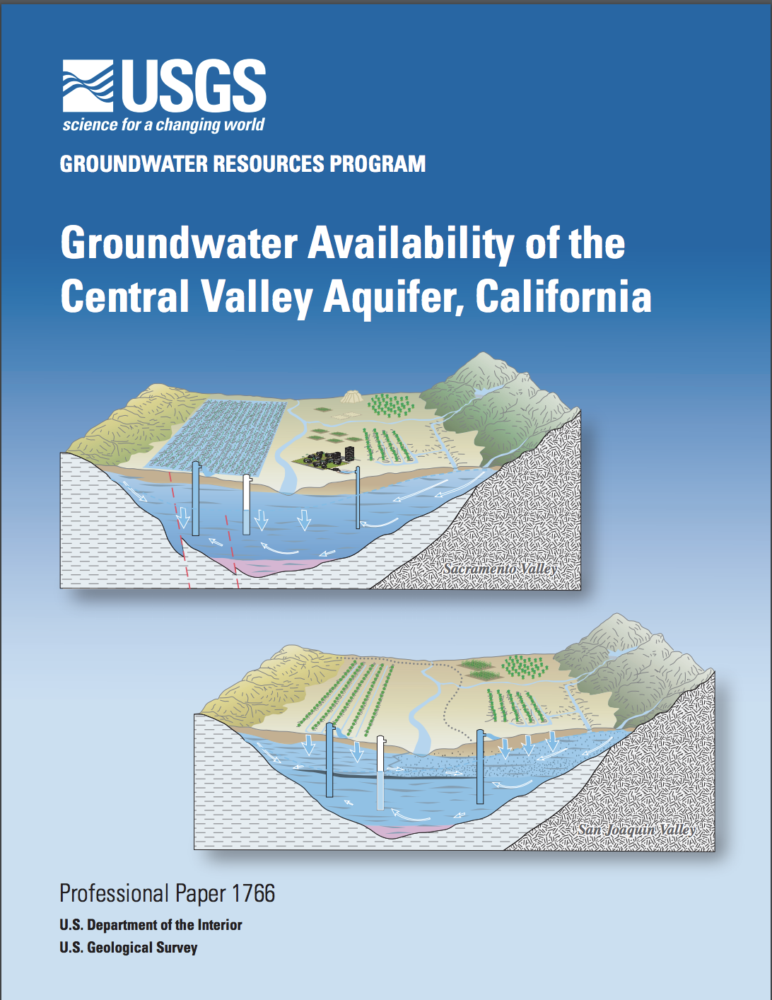 USGS
science for a changing world
GROUNDWATER RESOURCES PROGRAM
Groundwater Availability of the
Central Valley Aquifer, California
Sacramento Valley
San Joaquin Valley
Professional Paper 1766
U.S. Department of the Interior
U.S. Geological Survey